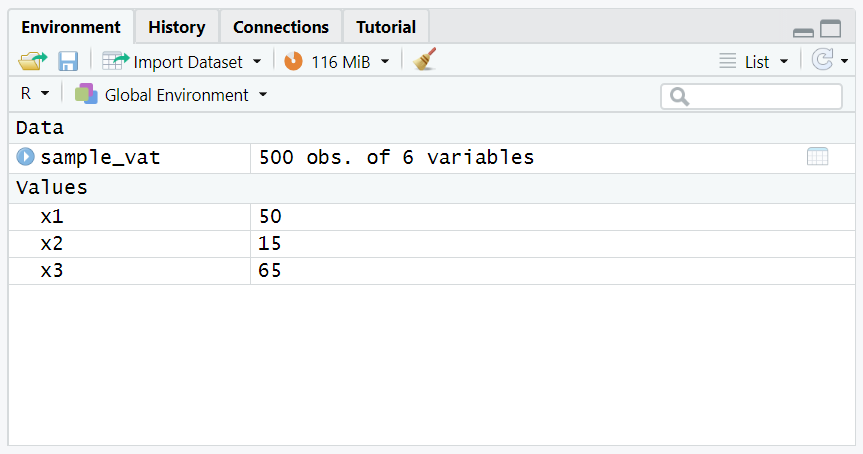 Environment History Connections Tutorial
Import Dataset 116 MiB List
R Global Environment
Data
sample_vat 500 obs. of 6 variables
Values
x1 50
x2 15
x3 65